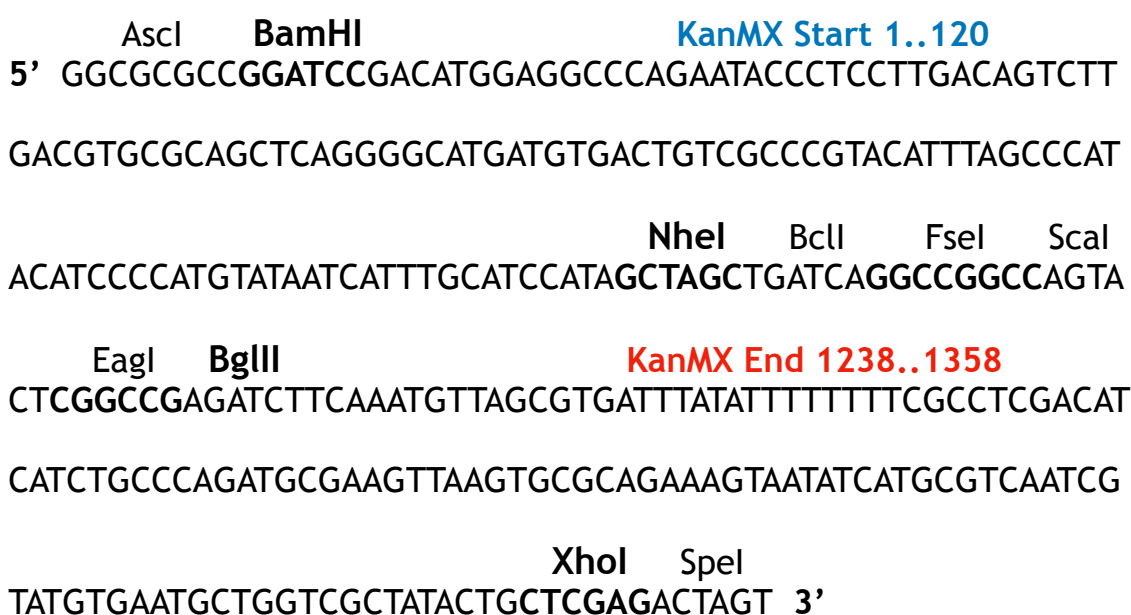 AscI BamHI KanMX Start 1..120
5’ GGCGCGCCGGATCCGACATGGAGGCCCAGAATACCCTCCTTGACAGTCTT
GACGTGCGCAGCTCAGGGGCATGATGTGACTGTCGCCCGTACATTTAGCCCAT
NheI BclI FseI ScaI
ACATCCCCATGTATAATCATTTGCATCCATAGCTAGCTGATCAGGCCGGCCAGTA
EagI BglII KanMX End 1238..1358
CTCGGCCGAGATCTTCAAATGTTAGCGTGATTTATATTTTTTTTCGCCTCGACAT
CATCTGCCCAGATGCGAAGTTAAGTGCGCAGAAAGTAATATCATGCGTCAATCG
XhoI SpeI
TATGTGAATGCTGGTCGCTATACTGCTCGAGACTAGT 3’